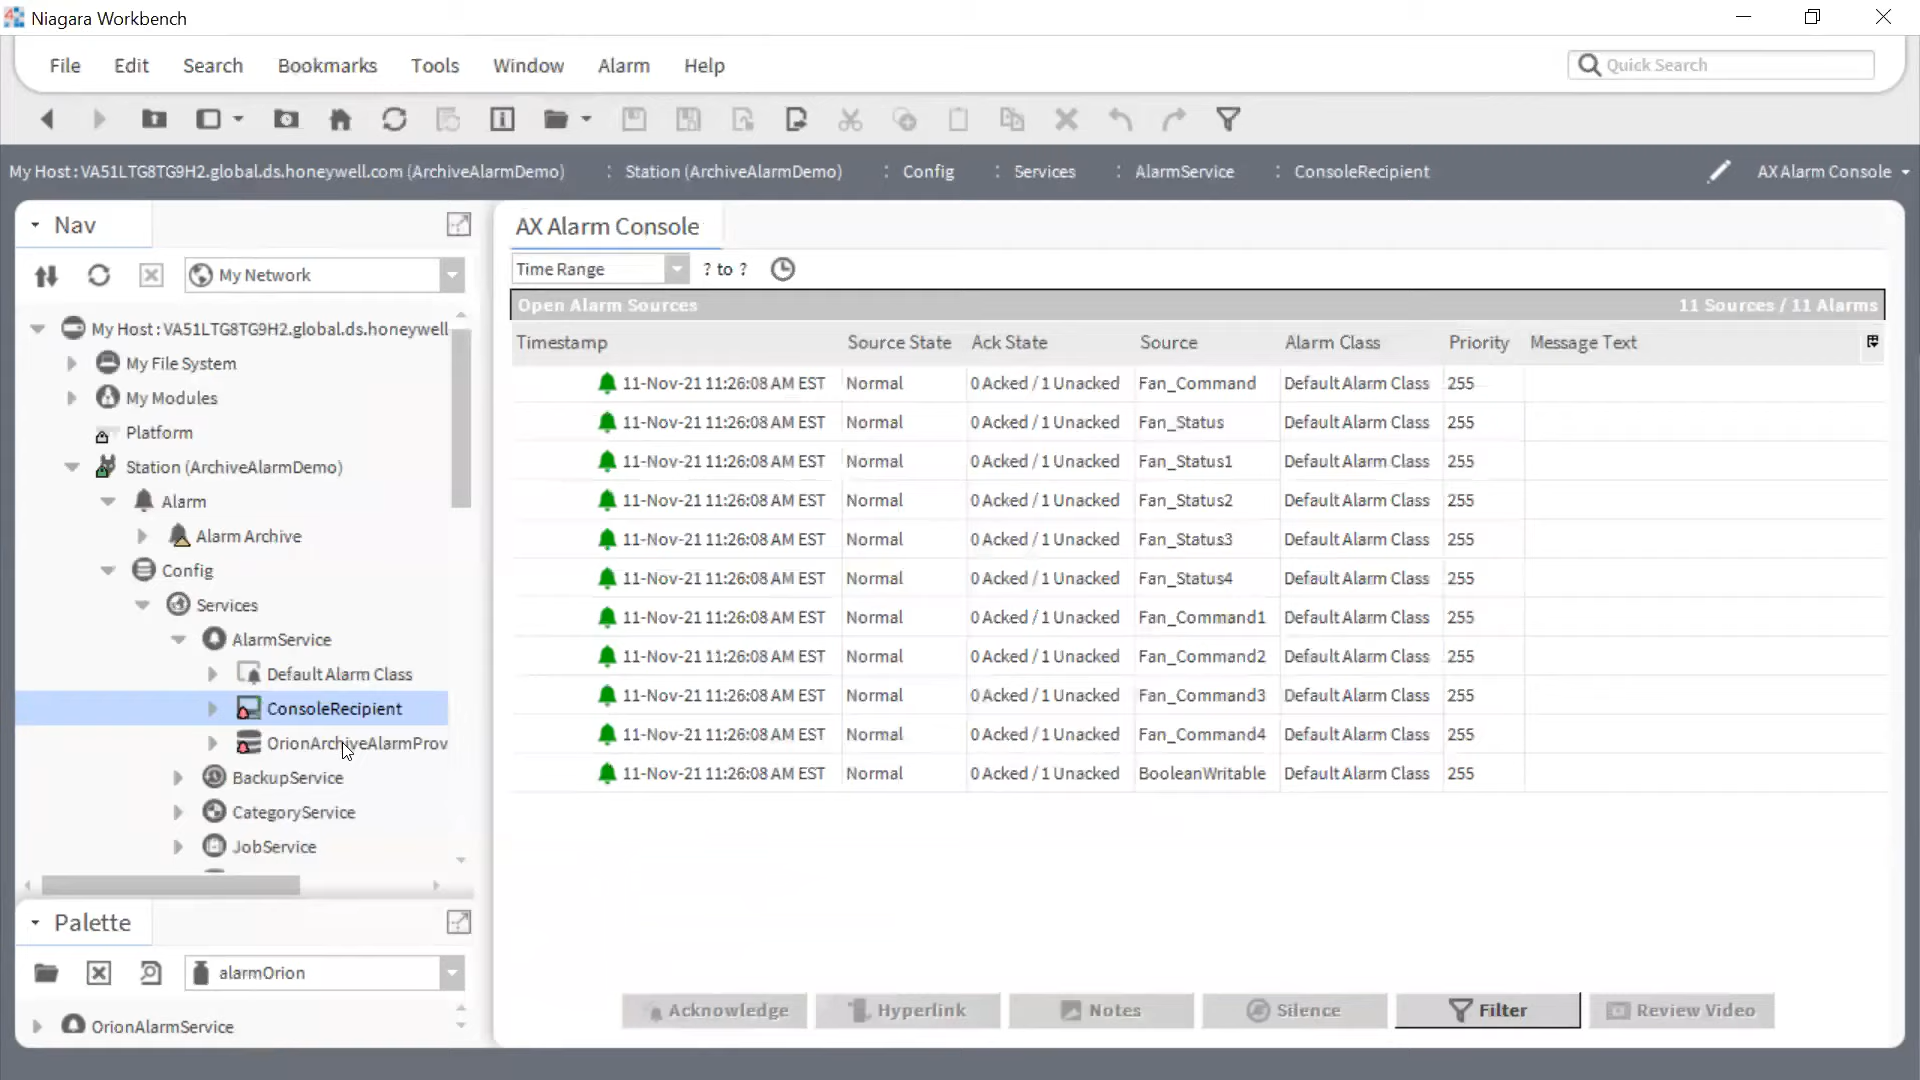 Niagara Workbench
File Edit Search Bookmarks Tools Window Alarm Help
Quick Search
My Host : VA51LTG8TG9H2.global.ds.honeywell.com (ArchiveAlarmDemo) : Station (ArchiveAlarmDemo) : Config : Services : AlarmService : ConsoleRecipient
AX Alarm Console
Nav
My Network
My Host : VA51LTG8TG9H2.global.ds.honeywell
My File System
My Modules
Platform
Station (ArchiveAlarmDemo)
Alarm
Alarm Archive
Config
Services
AlarmService
Default Alarm Class
ConsoleRecipient
OrionArchiveAlarmProv
BackupService
CategoryService
JobService
Palette
alarmOrion
OrionAlarmService
AX Alarm Console
Time Range ? to ?
Open Alarm Sources 11 Sources / 11 Alarms
Timestamp Source State Ack State Source Alarm Class Priority Message Text
11-Nov-21 11:26:08 AM EST Normal 0 Acked / 1 Unacked Fan_Command Default Alarm Class 255
11-Nov-21 11:26:08 AM EST Normal 0 Acked / 1 Unacked Fan_Status Default Alarm Class 255
11-Nov-21 11:26:08 AM EST Normal 0 Acked / 1 Unacked Fan_Status1 Default Alarm Class 255
11-Nov-21 11:26:08 AM EST Normal 0 Acked / 1 Unacked Fan_Status2 Default Alarm Class 255
11-Nov-21 11:26:08 AM EST Normal 0 Acked / 1 Unacked Fan_Status3 Default Alarm Class 255
11-Nov-21 11:26:08 AM EST Normal 0 Acked / 1 Unacked Fan_Status4 Default Alarm Class 255
11-Nov-21 11:26:08 AM EST Normal 0 Acked / 1 Unacked Fan_Command1 Default Alarm Class 255
11-Nov-21 11:26:08 AM EST Normal 0 Acked / 1 Unacked Fan_Command2 Default Alarm Class 255
11-Nov-21 11:26:08 AM EST Normal 0 Acked / 1 Unacked Fan_Command3 Default Alarm Class 255
11-Nov-21 11:26:08 AM EST Normal 0 Acked / 1 Unacked Fan_Command4 Default Alarm Class 255
11-Nov-21 11:26:08 AM EST Normal 0 Acked / 1 Unacked BooleanWritable Default Alarm Class 255
Acknowledge Hyperlink Notes Silence Filter Review Video